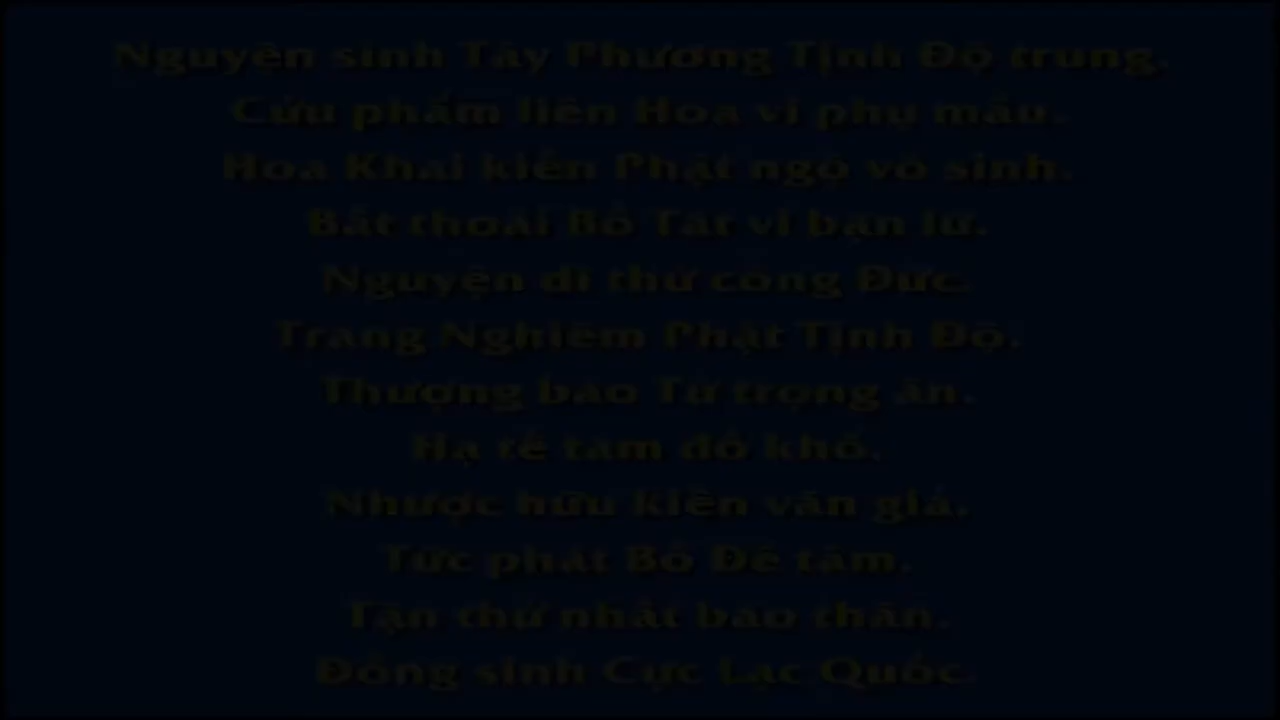 Nguyện sinh Tây Phương Tịnh Độ trung.
Cửu phẩm liên Hoa vi phụ mẫu.
Hoa Khai kiến Phật ngộ vô sinh.
Bất thoái Bồ Tát vi bạn lữ.
Nguyện dĩ thử công Đức.
Trang Nghiêm Phật Tịnh Độ.
Thượng báo Tứ trọng ân.
Hạ tế tam đồ khổ.
Nhược hữu kiến văn giả.
Tức phát Bồ Đề tâm.
Tận thử nhất báo thân.
Đồng sinh Cực Lạc Quốc.